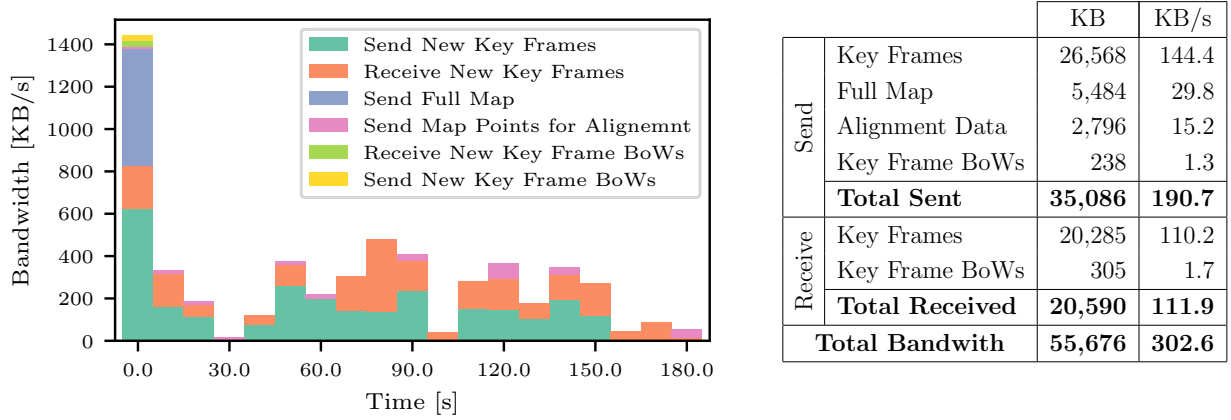 Bandwidth [KB/s]
1400
1200
1000
800
600
400
200
0
Send New Key Frames
Receive New Key Frames
Send Full Map
Send Map Points for Alignemnt
Receive New Key Frame BoWs
Send New Key Frame BoWs
0.0 30.0 60.0 90.0 120.0 150.0 180.0
Time [s]
KB KB/s
Send
Key Frames 26,568 144.4
Full Map 5,484 29.8
Alignment Data 2,796 15.2
Key Frame BoWs 238 1.3
Total Sent 35,086 190.7
Receive
Key Frames 20,285 110.2
Key Frame BoWs 305 1.7
Total Received 20,590 111.9
Total Bandwith 55,676 302.6